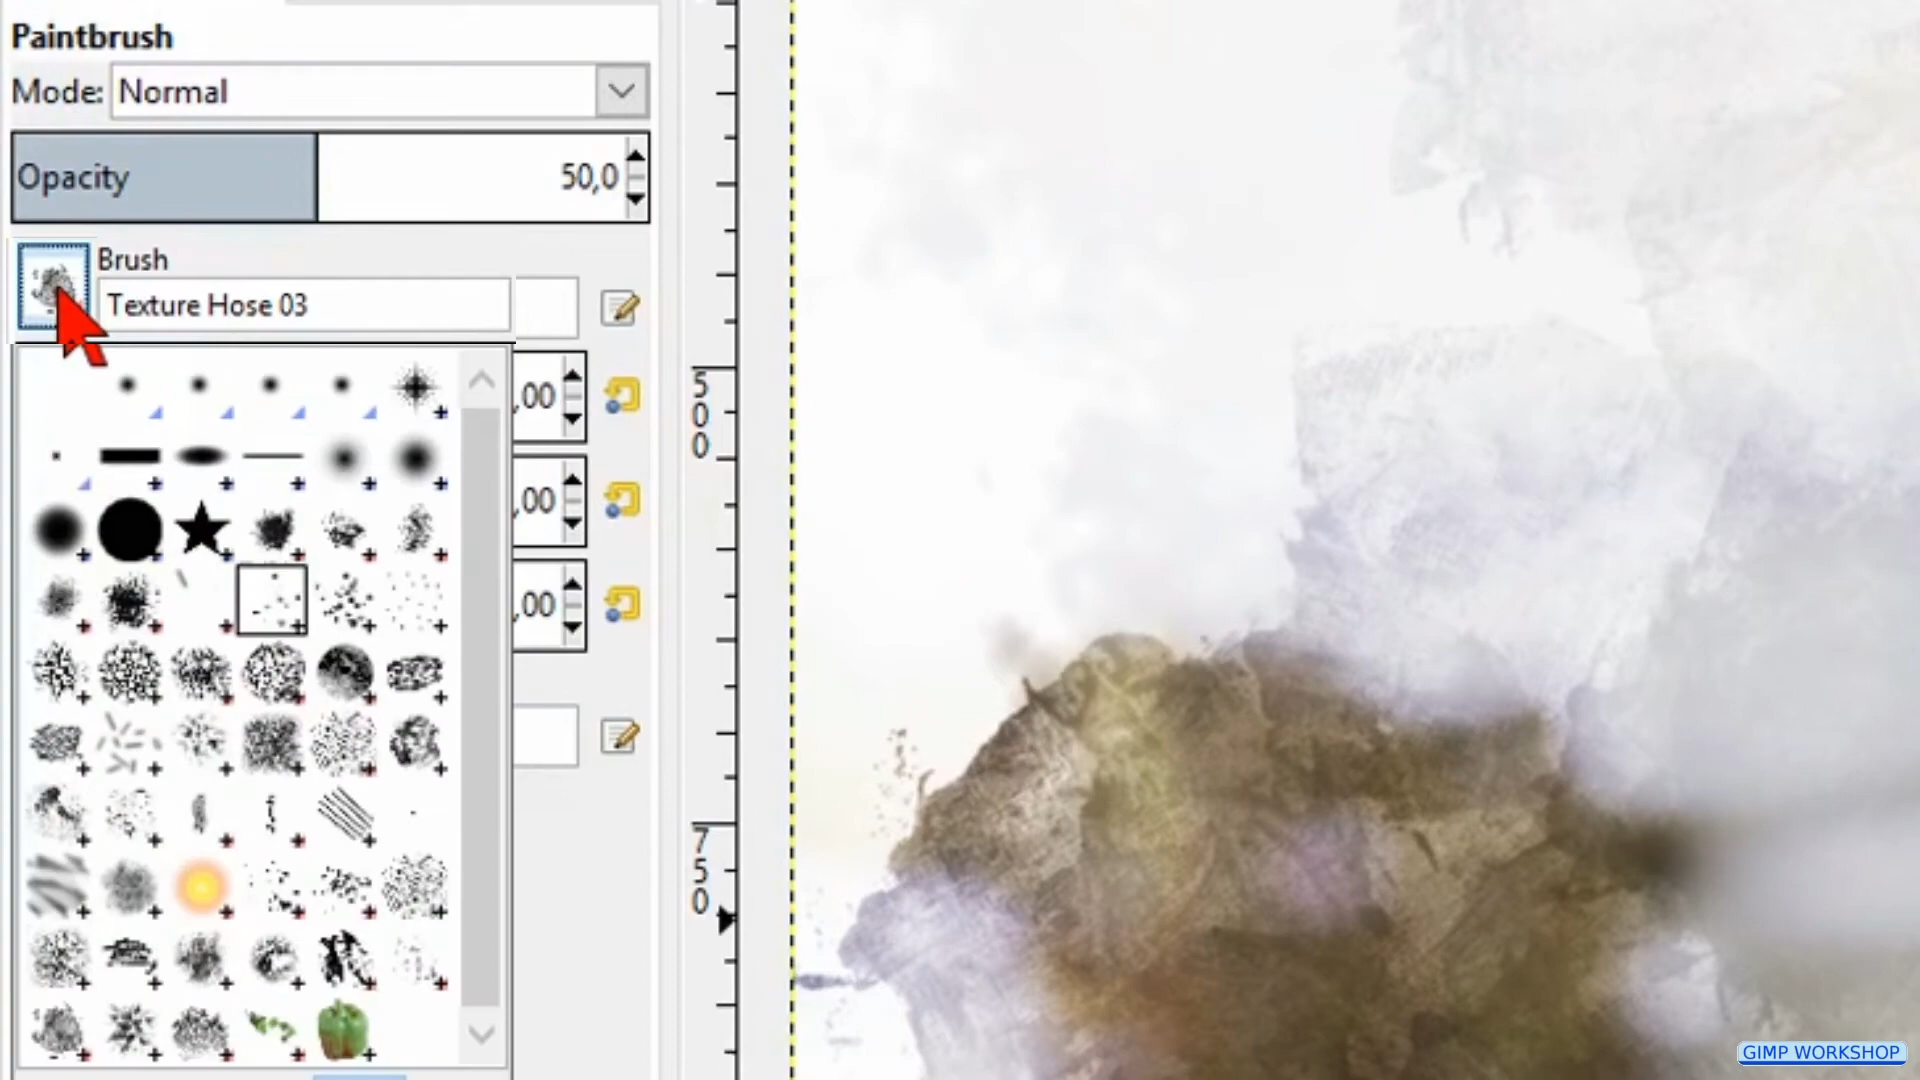 Paintbrush
Mode: Normal
Opacity 50,0
Brush
Texture Hose 03
,00
,00
,00
500
750
GIMP WORKSHOP